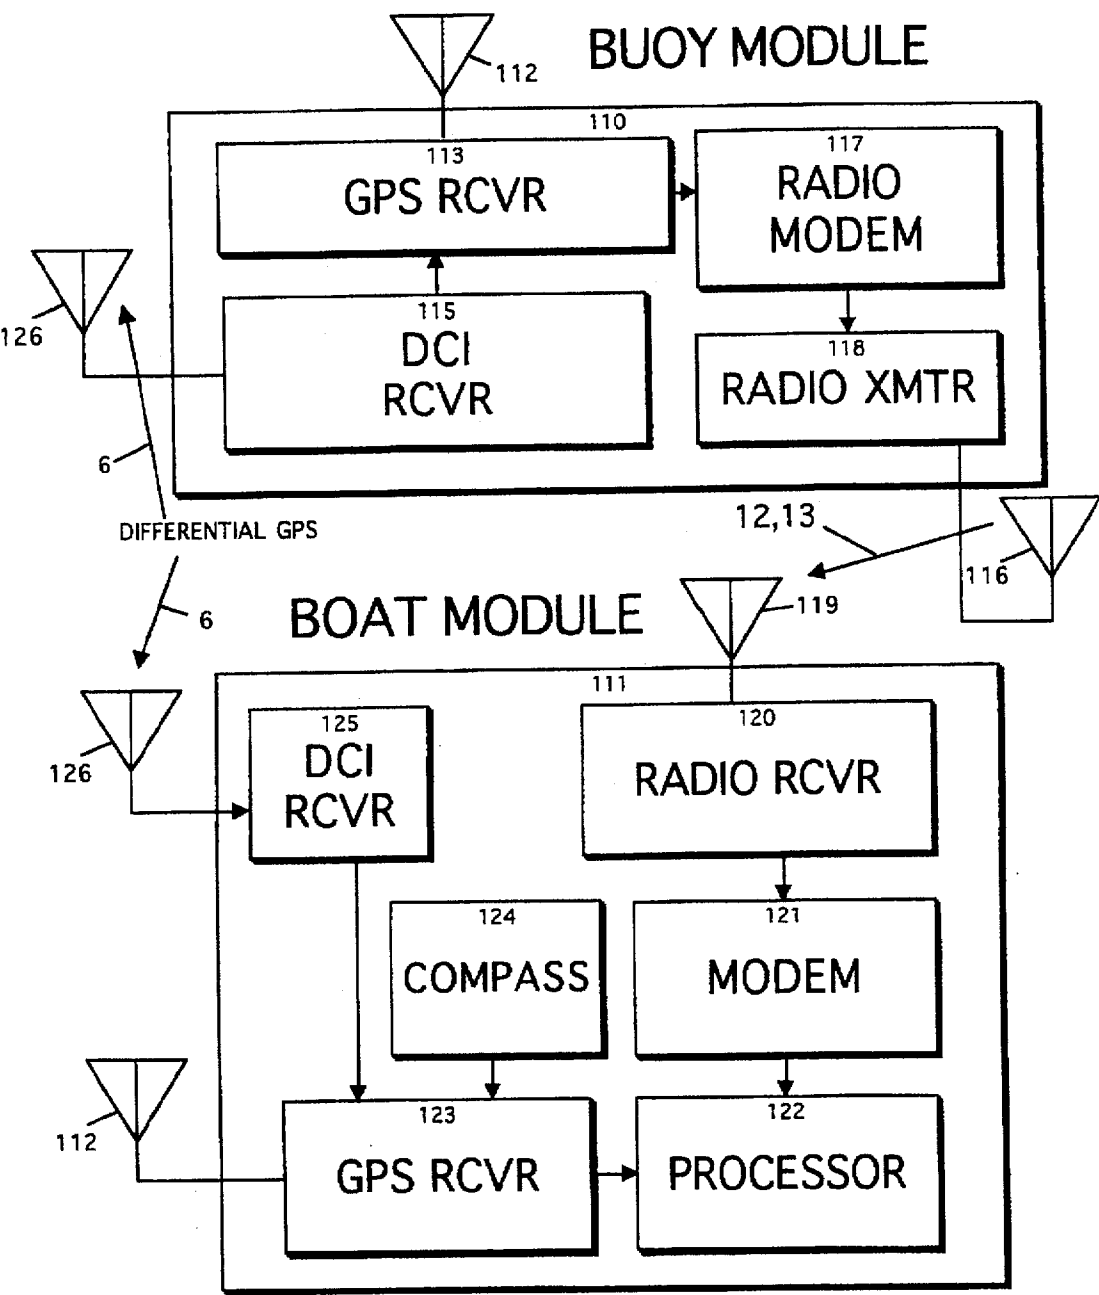 BUOY MODULE
112
110
113
GPS RCVR
117
RADIO
MODEM
126
115
DCI
RCVR
118
RADIO XMTR
6
DIFFERENTIAL GPS
12,13
116
6
BOAT MODULE
119
111
125
DCI
RCVR
120
RADIO RCVR
126
124
COMPASS
121
MODEM
112
123
GPS RCVR
122
PROCESSOR